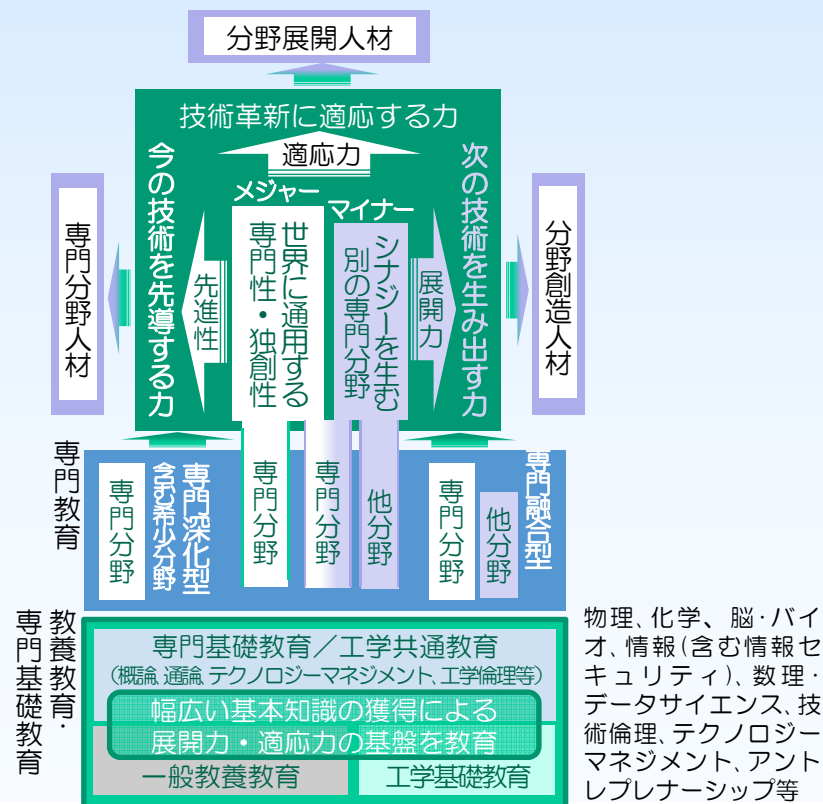 分野展開人材
技術革新に適応する力
適応力
今の技術を先導する力
次の技術を生み出す力
メジャー
マイナー
専門分野人材
先進性
世界に通用する
専門性・独創性
シナジーを生む
別の専門分野
展開力
分野創造人材
専門教育
専門分野
専門深化型
含む希少分野
専門分野
専門分野
他分野
専門分野
他分野
専門融合型
教養教育・
専門基礎教育
専門基礎教育／工学共通教育
(概論、通論、テクノロジーマネジメント、工学倫理等)
幅広い基本知識の獲得による
展開力・適応力の基盤を教育
一般教養教育
工学基礎教育
物理、化学、脳・バイ
オ、情報(含む情報セ
キュリティ)、数理・
データサイエンス、技
術倫理、テクノロジー
マネジメント、アント
レプレナーシップ等